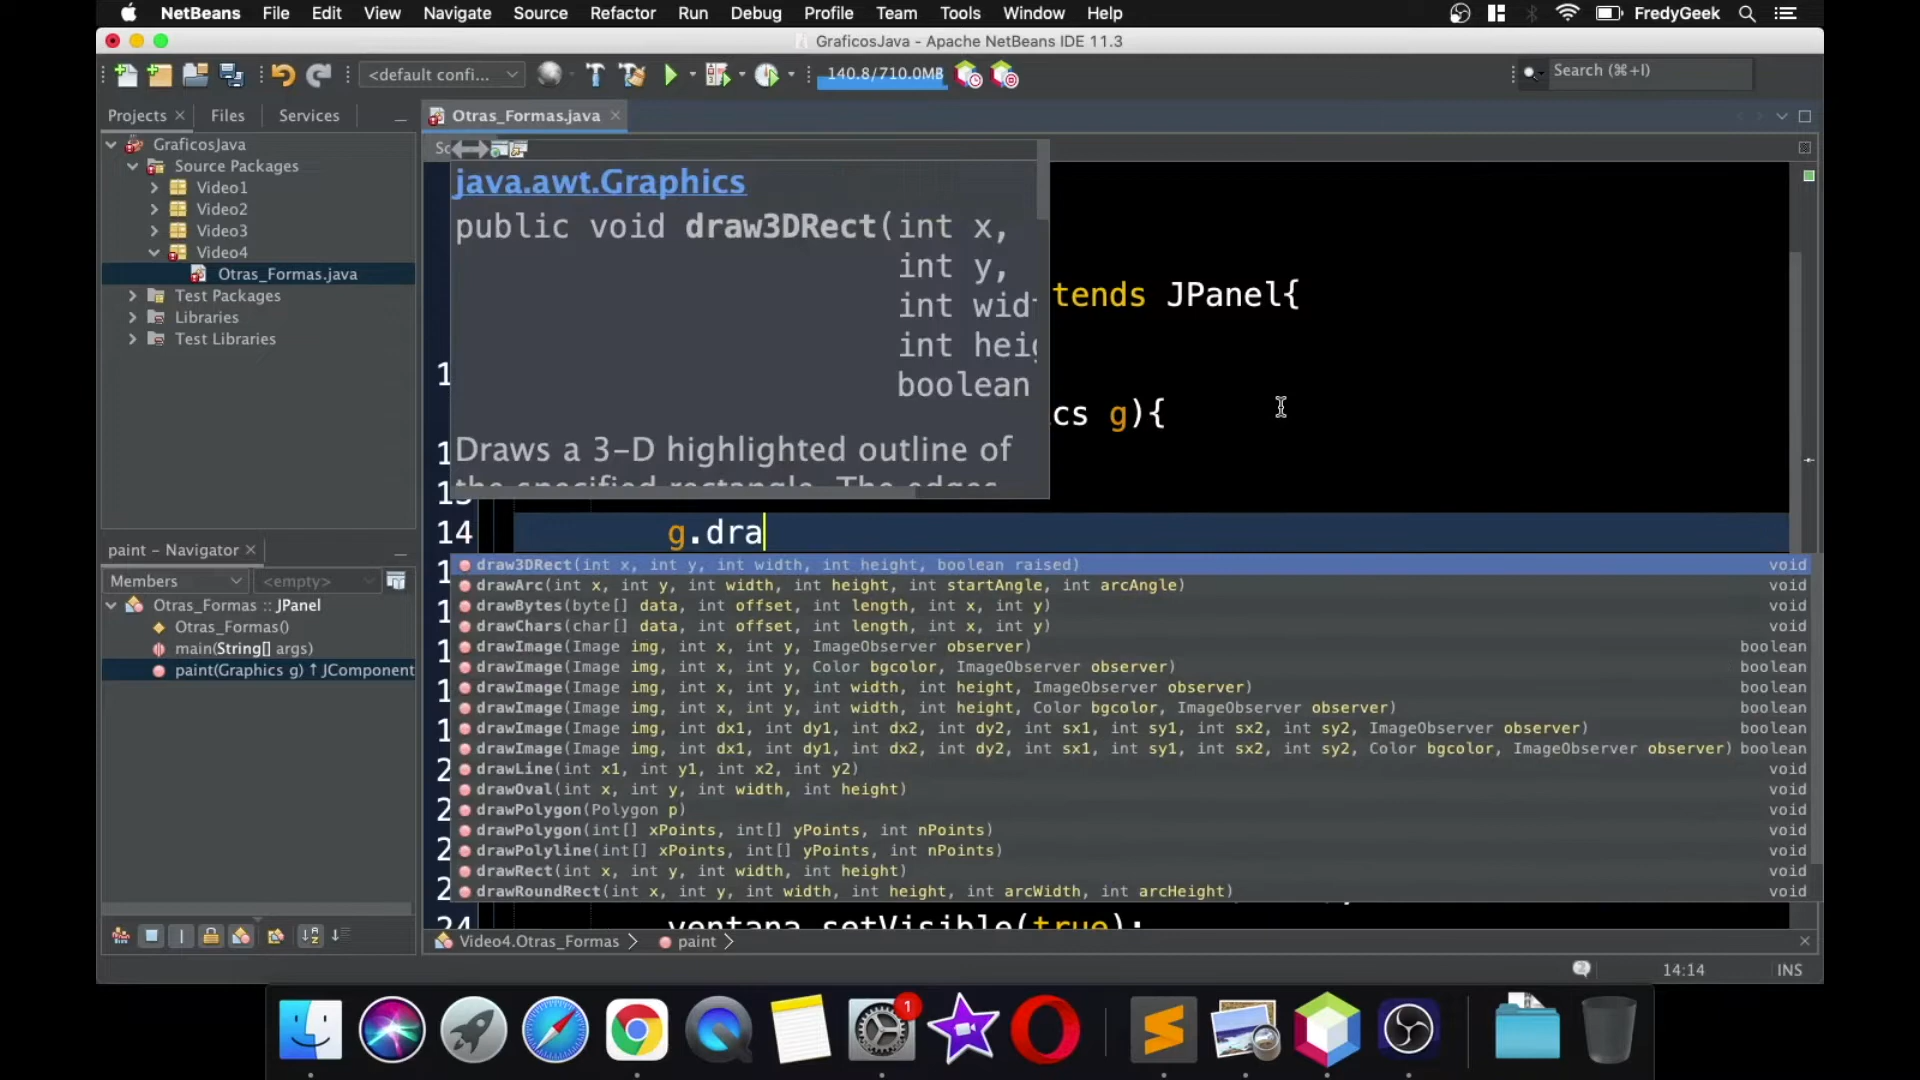 NetBeans File Edit View Navigate Source Refactor Run Debug Profile Team Tools Window Help FredyGeek
GraficosJava - Apache NetBeans IDE 11.3
<default confi... 140.8/710.0MB Search (⌘+I)
Projects Files Services
Otras_Formas.java
GraficosJava
Source Packages
Video1
Video2
Video3
Video4
Otras_Formas.java
Test Packages
Libraries
Test Libraries
java.awt.Graphics
public void draw3DRect(int x,
int y,
int wid
int heig
boolean
Draws a 3-D highlighted outline of
the specified rectangle. The edges
tends JPanel{
cs g){
14 g.dra
draw3DRect(int x, int y, int width, int height, boolean raised) void
drawArc(int x, int y, int width, int height, int startAngle, int arcAngle) void
drawBytes(byte[] data, int offset, int length, int x, int y) void
drawChars(char[] data, int offset, int length, int x, int y) void
drawImage(Image img, int x, int y, ImageObserver observer) boolean
drawImage(Image img, int x, int y, Color bgcolor, ImageObserver observer) boolean
drawImage(Image img, int x, int y, int width, int height, ImageObserver observer) boolean
drawImage(Image img, int x, int y, int width, int height, Color bgcolor, ImageObserver observer) boolean
drawImage(Image img, int dx1, int dy1, int dx2, int dy2, int sx1, int sy1, int sx2, int sy2, ImageObserver observer) boolean
drawImage(Image img, int dx1, int dy1, int dx2, int dy2, int sx1, int sy1, int sx2, int sy2, Color bgcolor, ImageObserver observer) boolean
drawLine(int x1, int y1, int x2, int y2) void
drawOval(int x, int y, int width, int height) void
drawPolygon(Polygon p) void
drawPolygon(int[] xPoints, int[] yPoints, int nPoints) void
drawPolyline(int[] xPoints, int[] yPoints, int nPoints) void
drawRect(int x, int y, int width, int height) void
drawRoundRect(int x, int y, int width, int height, int arcWidth, int arcHeight) void
24 ventana.setVisible(true);
paint - Navigator
Members <empty>
Otras_Formas :: JPanel
Otras_Formas()
main(String[] args)
paint(Graphics g) ↑ JComponent
Video4.Otras_Formas paint
14:14 INS
1